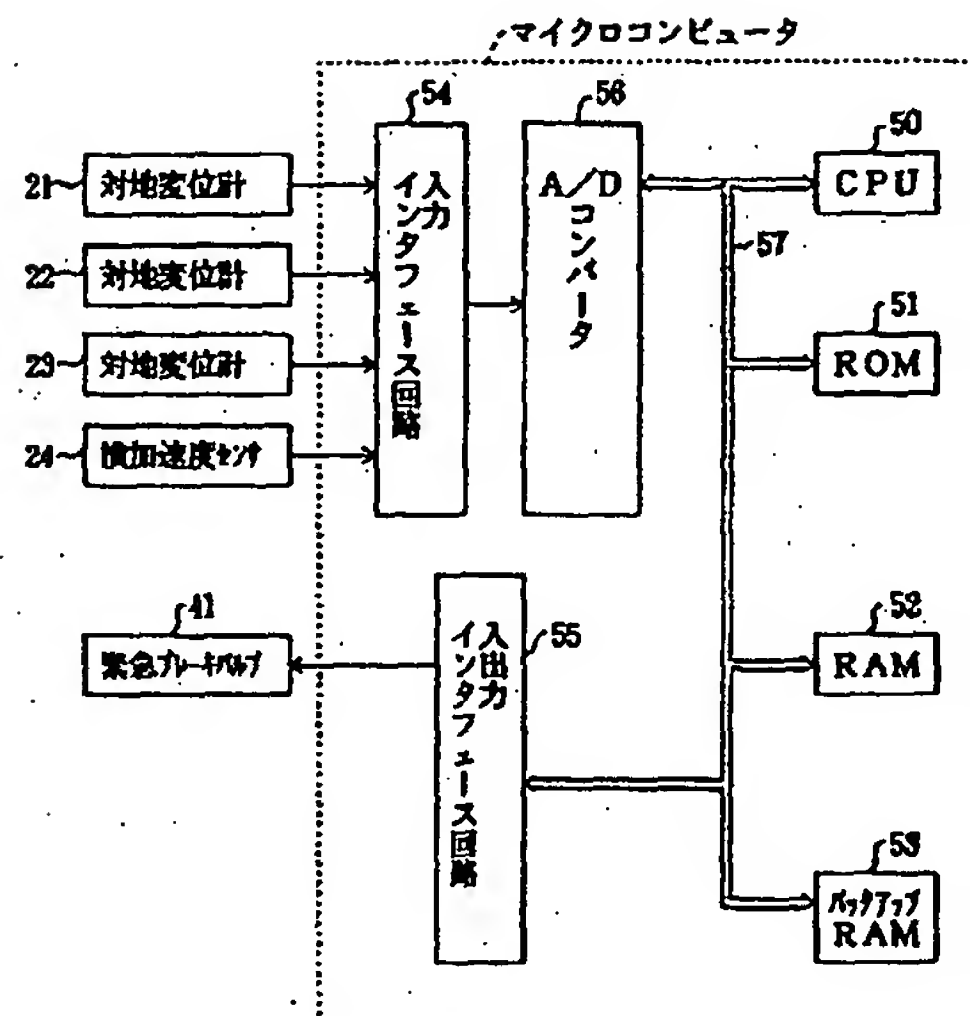 マイクロコンピュータ
54
56
50
21
対地変位計
入力
インタフェース回路
A/D
コンバータ
CPU
57
22
対地変位計
51
ROM
23
対地変位計
24
横加速度センサ
41
緊急ブレーキバルブ
入出力
インタフェース回路
55
52
RAM
53
バックアップ
RAM